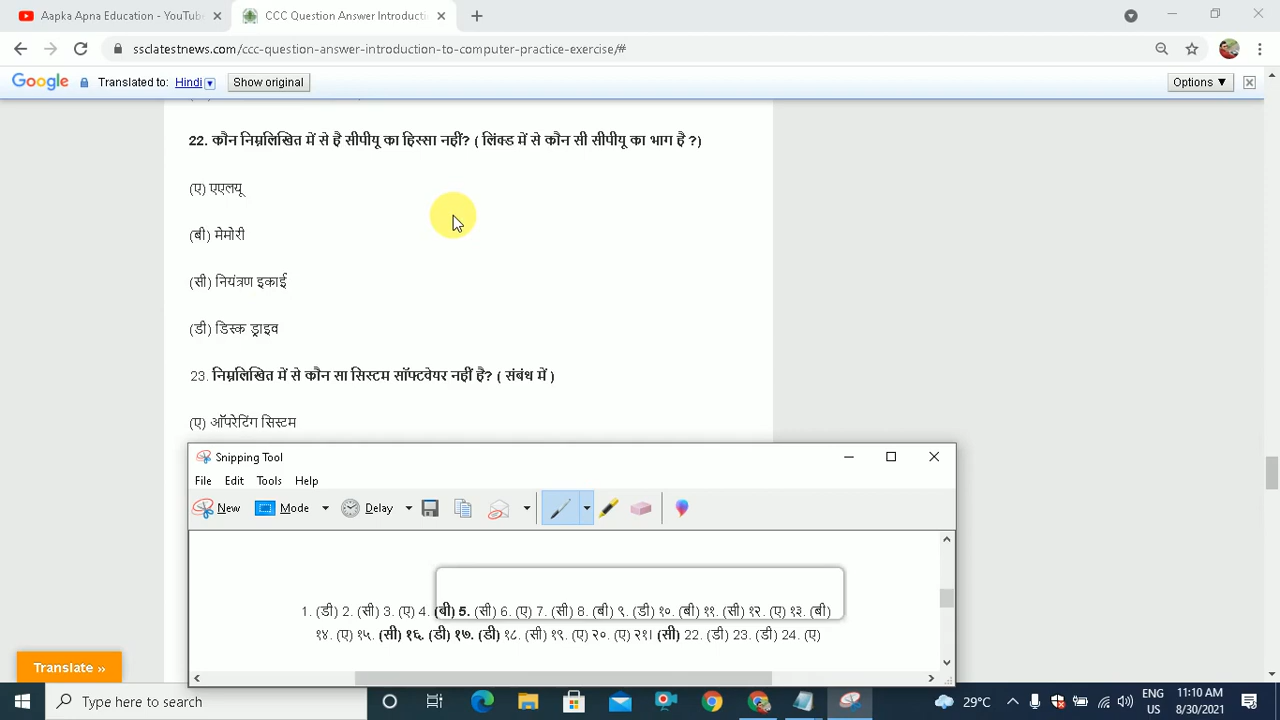 Aapka Apna Education - YouTube
CCC Question Answer Introducti
ssclatestnews.com/ccc-question-answer-introduction-to-computer-practice-exercise/#
Google Translated to: Hindi Show original Options ▼
22. कौन निम्नलिखित में से है सीपीयू का हिस्सा नहीं? ( लिंक्ड में से कौन सी सीपीयू का भाग है ?)
(ए) एएलयू
(बी) मेमोरी
(सी) नियंत्रण इकाई
(डी) डिस्क ड्राइव
23. निम्नलिखित में से कौन सा सिस्टम सॉफ्टवेयर नहीं है? ( संबंध में )
(ए) ऑपरेटिंग सिस्टम
Snipping Tool
File Edit Tools Help
New Mode Delay
1. (डी) 2. (सी) 3. (ए) 4. (बी) 5. (सी) 6. (ए) 7. (सी) 8. (बी) ९. (डी) १०. (बी) ११. (सी) १२. (ए) १३. (बी)
१४. (ए) १५. (सी) १६. (डी) १७. (डी) १८. (सी) १९. (ए) २०. (ए) २१। (सी) 22. (डी) 23. (डी) 24. (ए)
Translate »
Type here to search
29°C
ENG
US
11:10 AM
8/30/2021